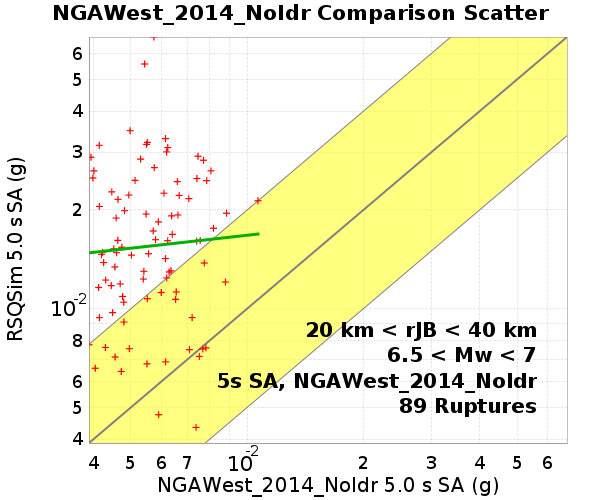 NGAWest_2014_NoIdr Comparison Scatter
RSQSim 5.0 s SA (g)
6
5
4
3
2
10-2
8
6
5
4
20 km < rJB < 40 km
6.5 < Mw < 7
5s SA, NGAWest_2014_NoIdr
89 Ruptures
4 5 6 7 10-2 2 3 4 5 6
NGAWest_2014_NoIdr 5.0 s SA (g)